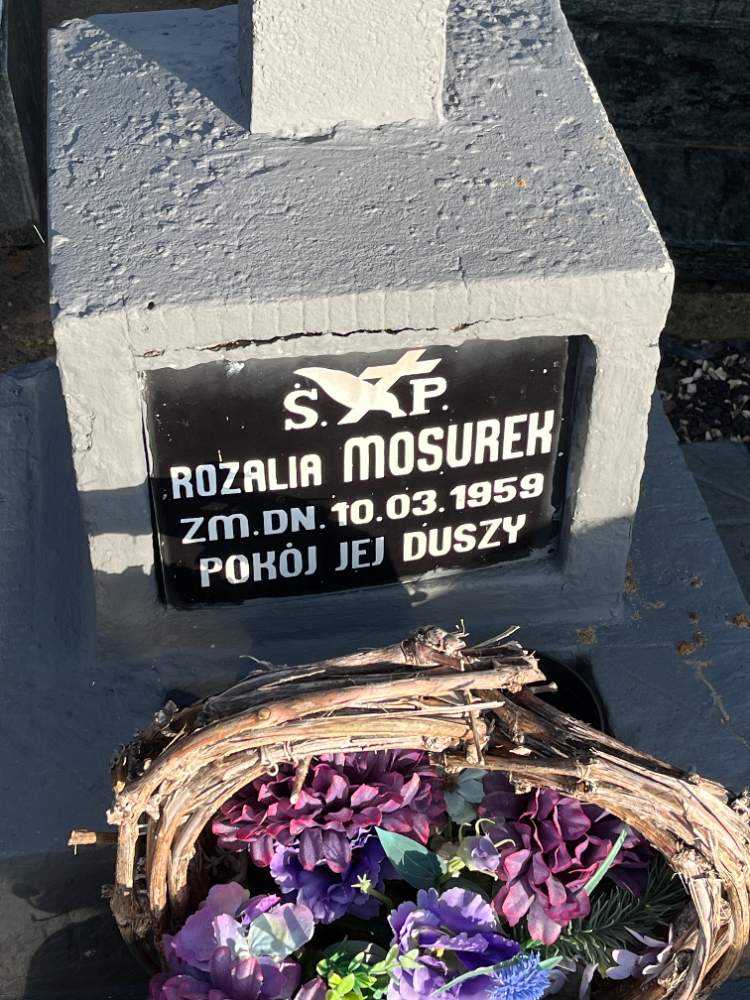 Ś.P.
ROZALIA MOSUREK
ZM.DN. 10.03.1959
POKÓJ JEJ DUSZY